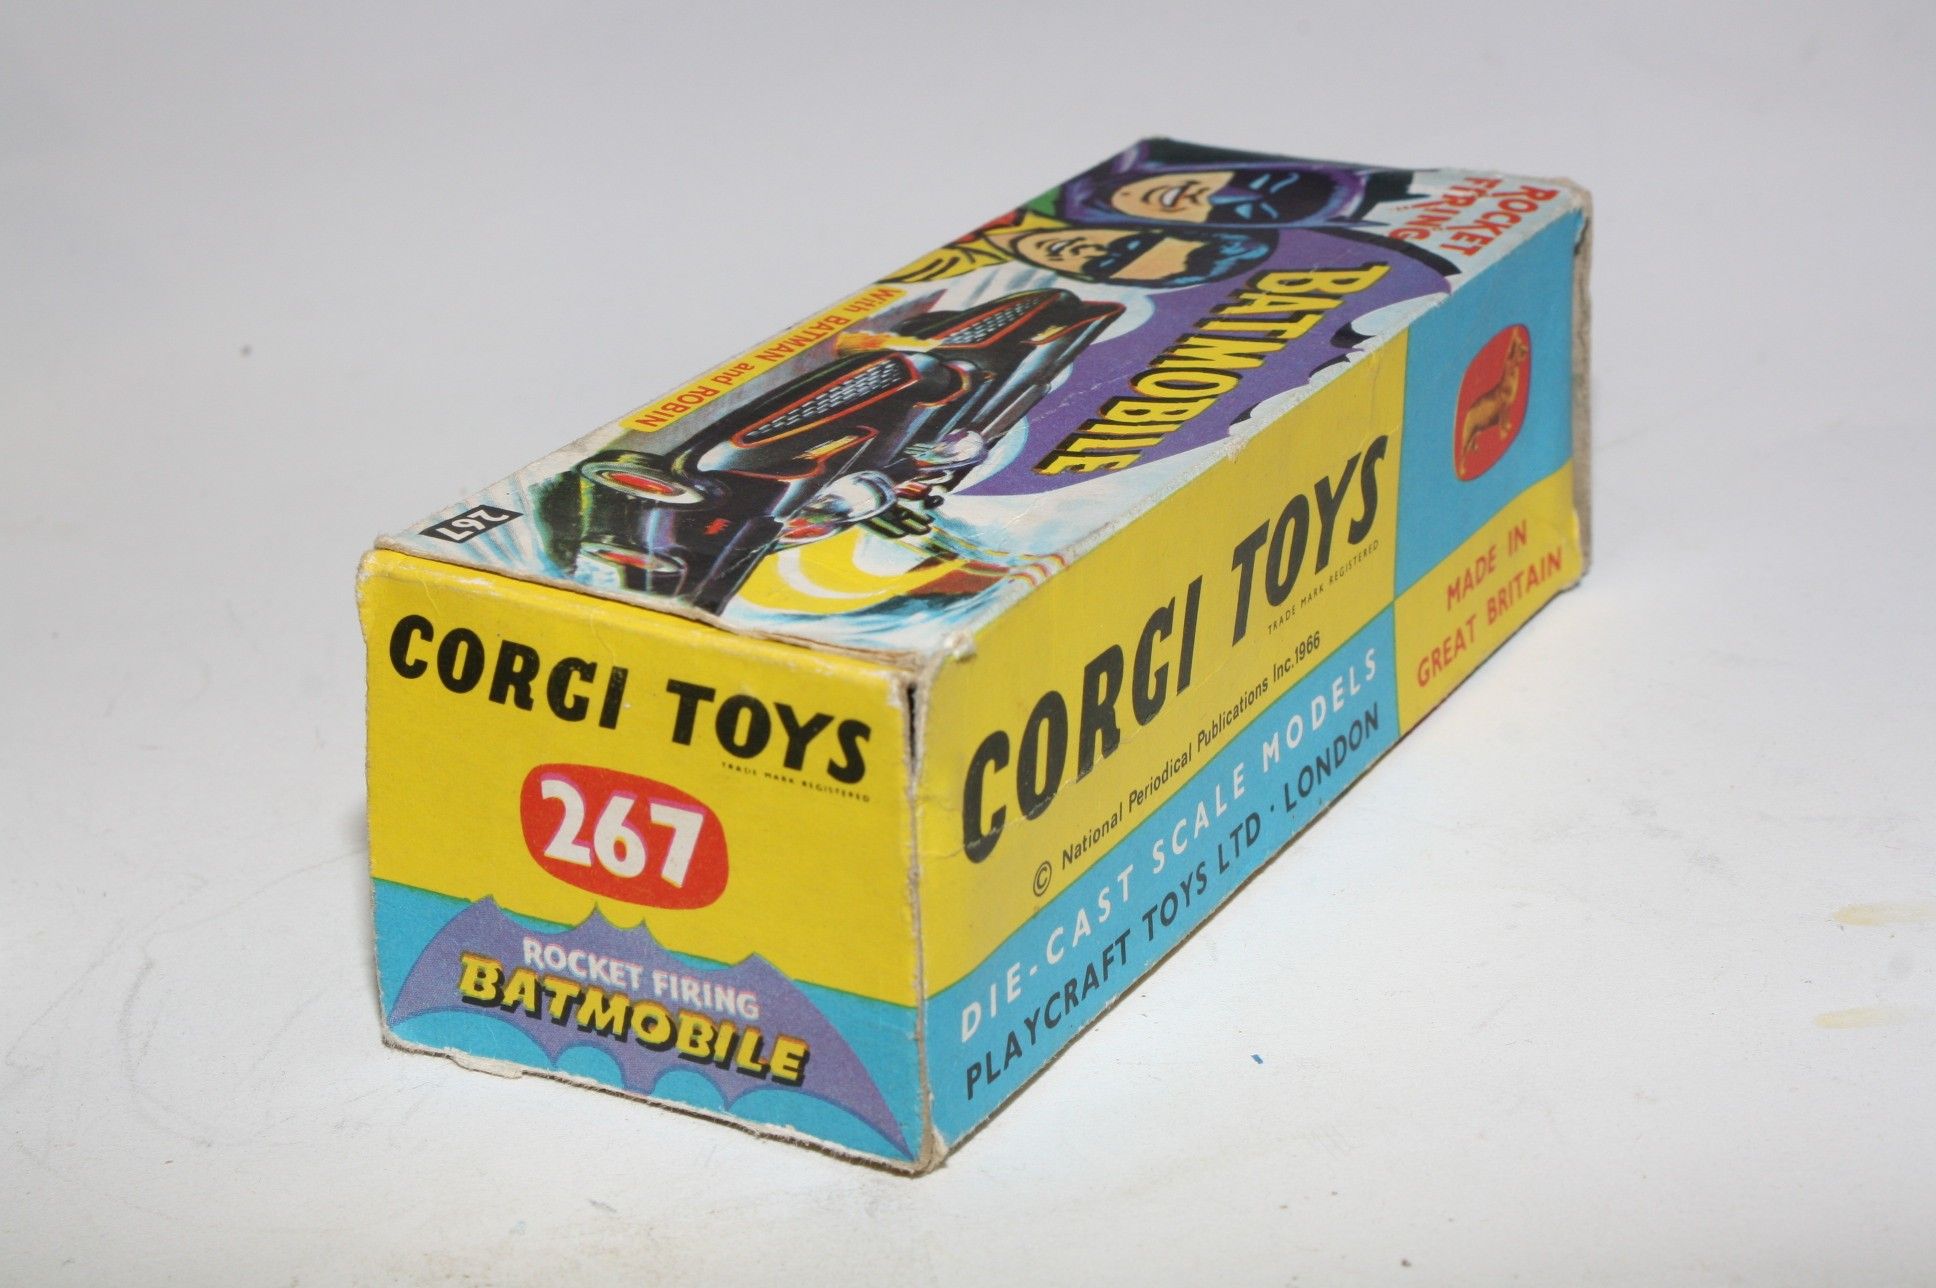 ROCKET
FIRING
BATMOBILE
With BATMAN and ROBIN
267
CORGI TOYS
TRADE MARK REGISTERED
267
ROCKET FIRING
BATMOBILE
CORGI TOYS
TRADE MARK REGISTERED
© National Periodical Publications Inc. 1966
DIE-CAST SCALE MODELS
PLAYCRAFT TOYS LTD · LONDON
MADE IN
GREAT BRITAIN